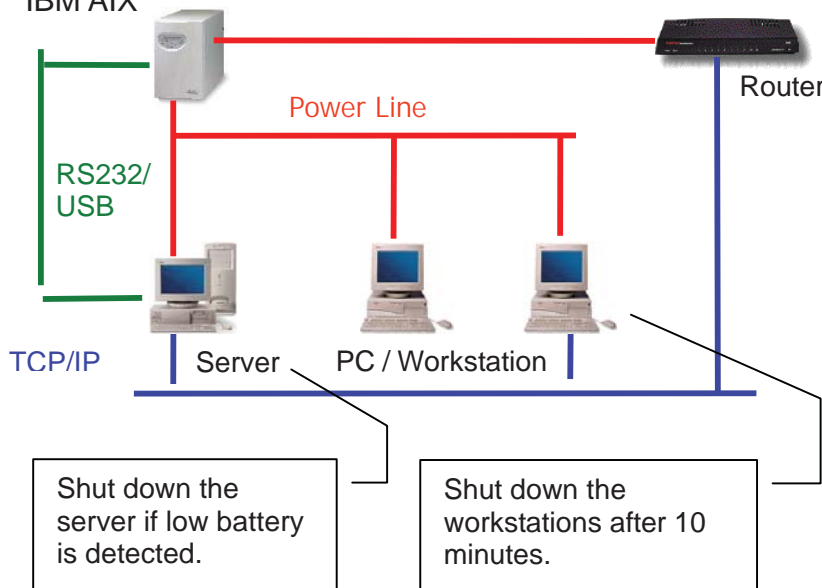 IBM AIX
Router
Power Line
RS232/
USB
TCP/IP
Server
PC / Workstation
Shut down the
server if low battery
is detected.
Shut down the
workstations after 10
minutes.